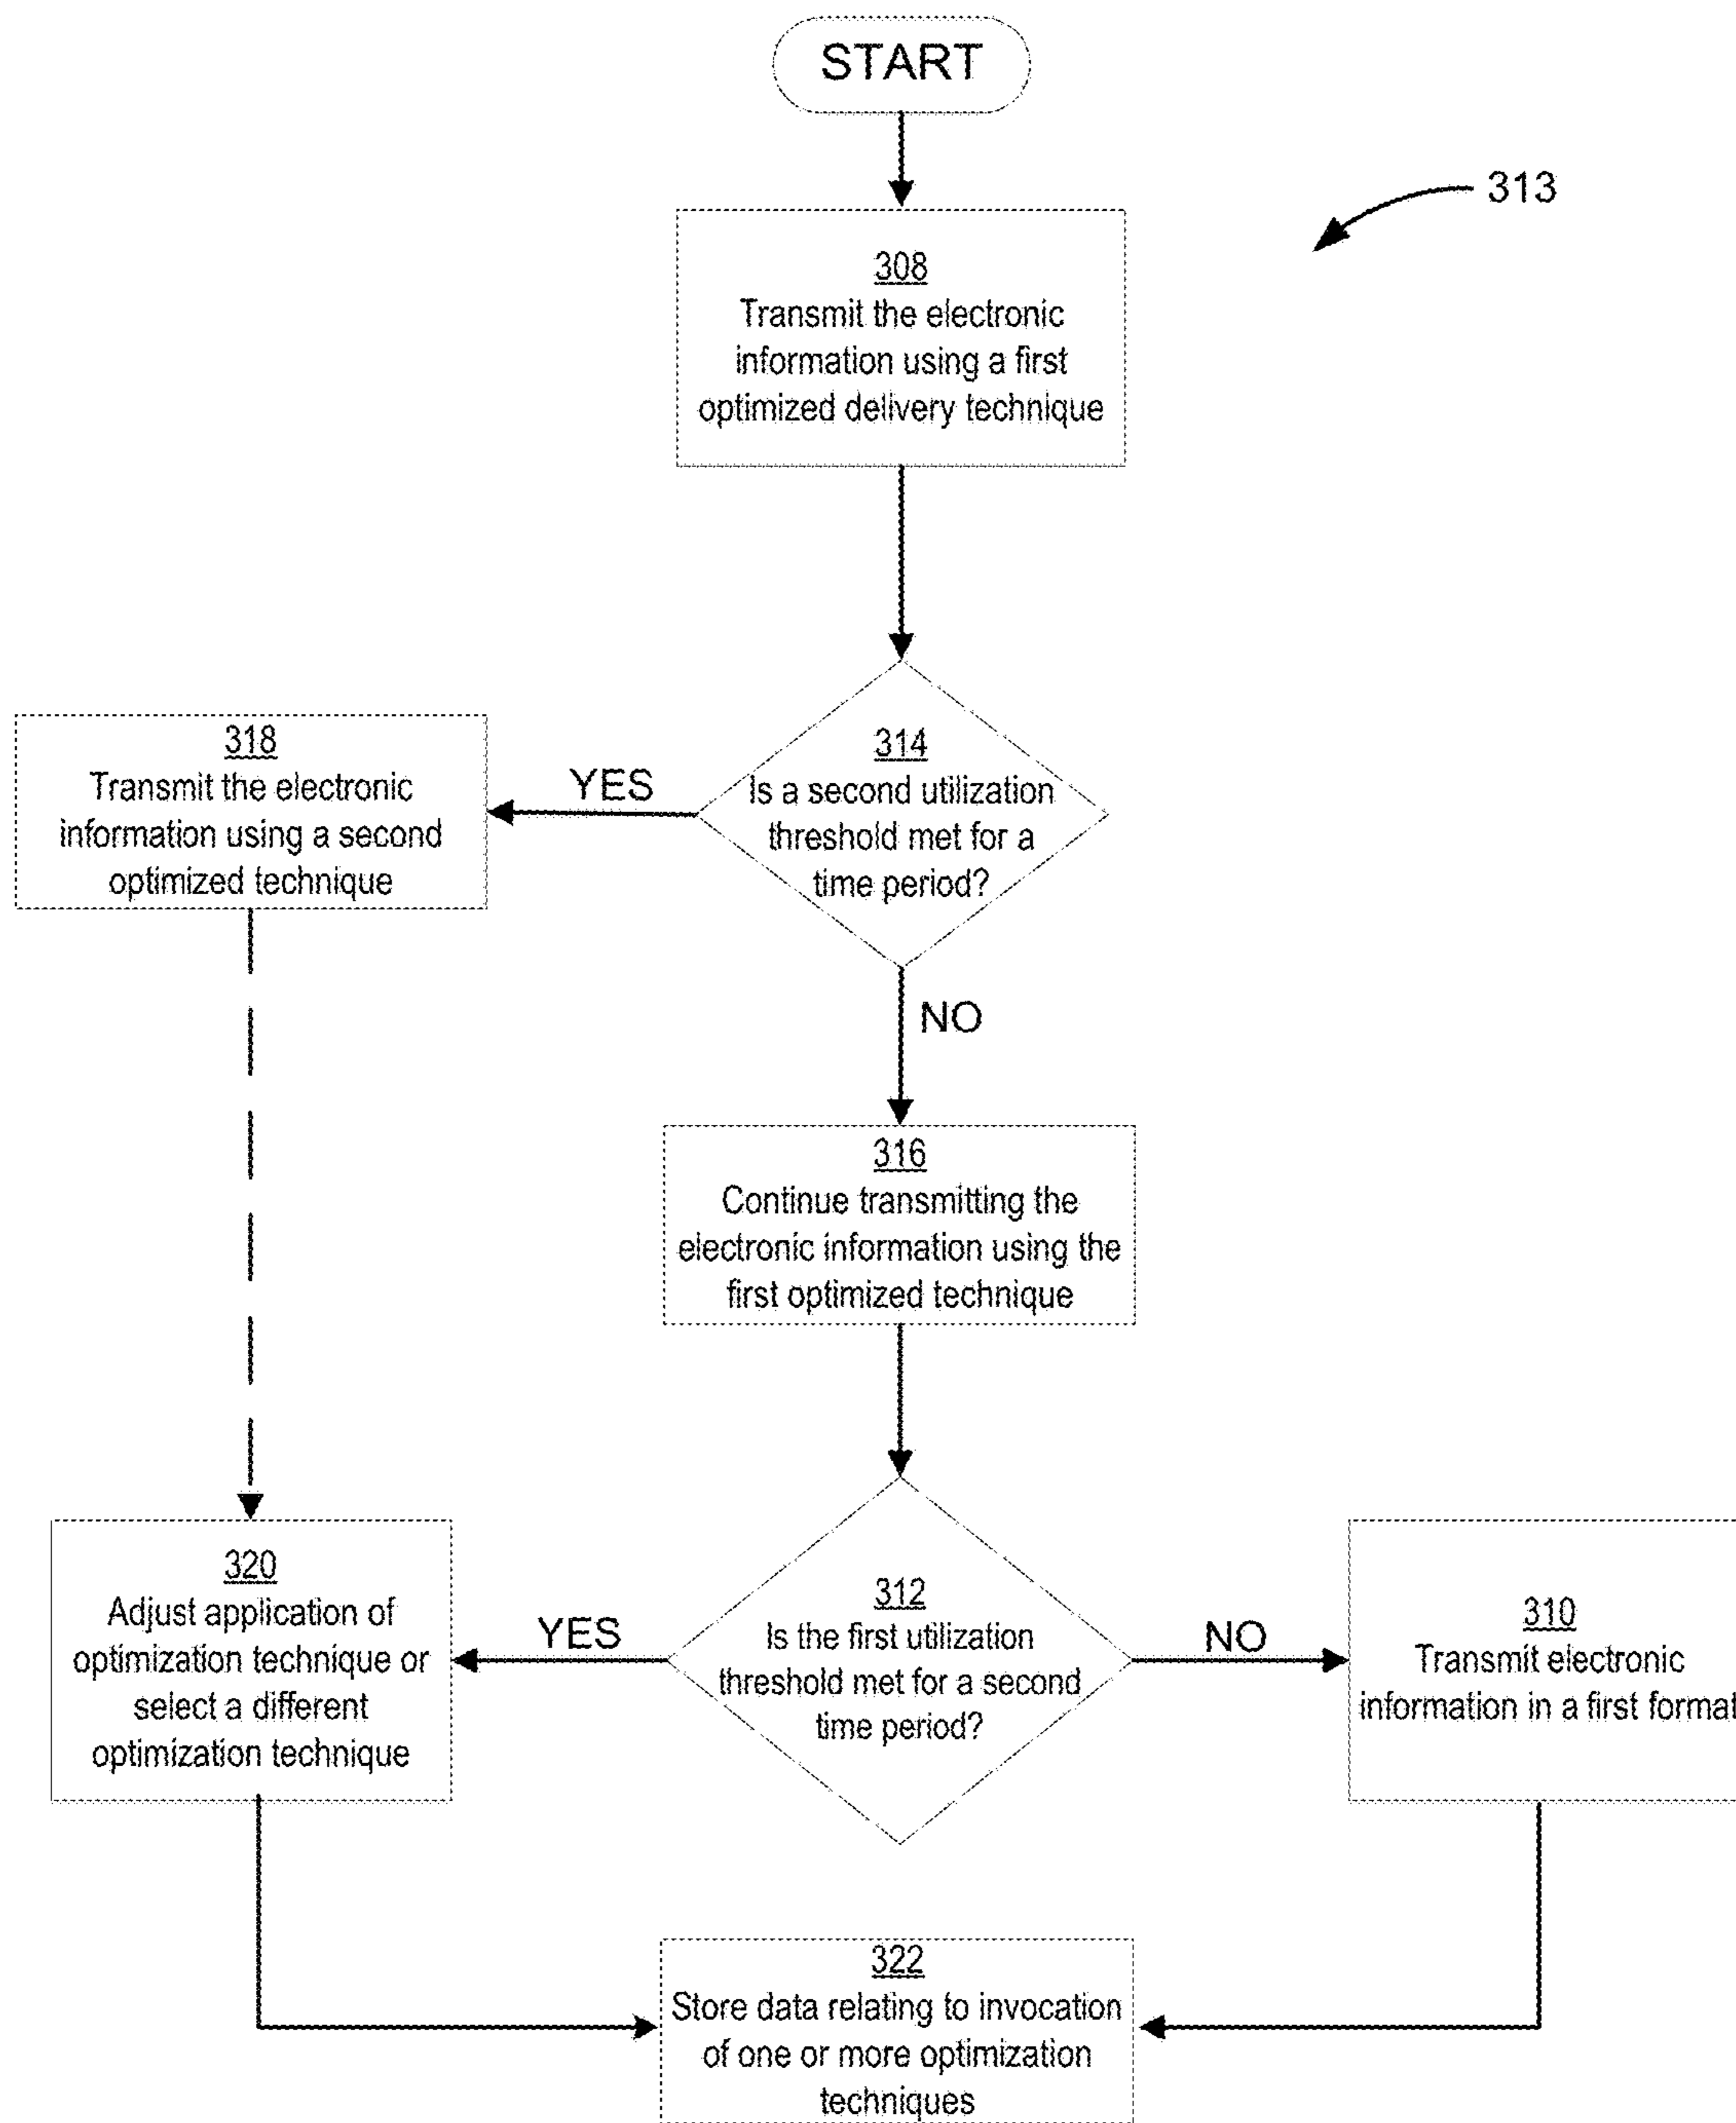 START
313
308
Transmit the electronic
information using a first
optimized delivery technique
314
Is a second utilization
threshold met for a
time period?
YES
318
Transmit the electronic
information using a second
optimized technique
NO
316
Continue transmitting the
electronic information using the
first optimized technique
312
Is the first utilization
threshold met for a second
time period?
YES
320
Adjust application of
optimization technique or
select a different
optimization technique
NO
310
Transmit electronic
information in a first format
322
Store data relating to invocation
of one or more optimization
techniques